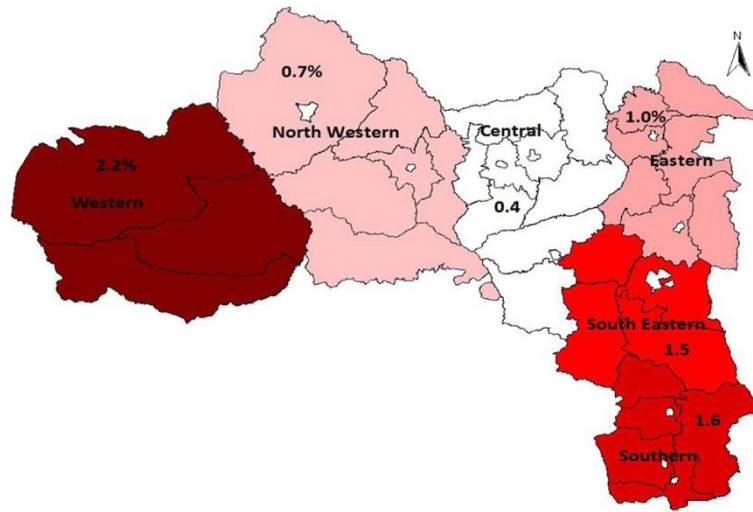 N
0.7%
North Western
Central
1.0%
Eastern
2.2%
Western
0.4
South Eastern
1.5
1.6
Southern